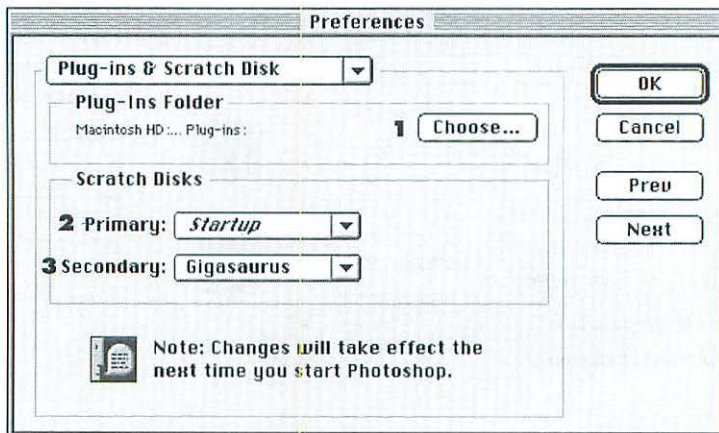 Preferences
Plug-ins & Scratch Disk
OK
Plug-Ins Folder
Macintosh HD:... Plug-ins:
1 Choose...
Cancel
Scratch Disks
Prev
2 Primary: Startup
Next
3 Secondary: Gigasaurus
Note: Changes will take effect the
next time you start Photoshop.